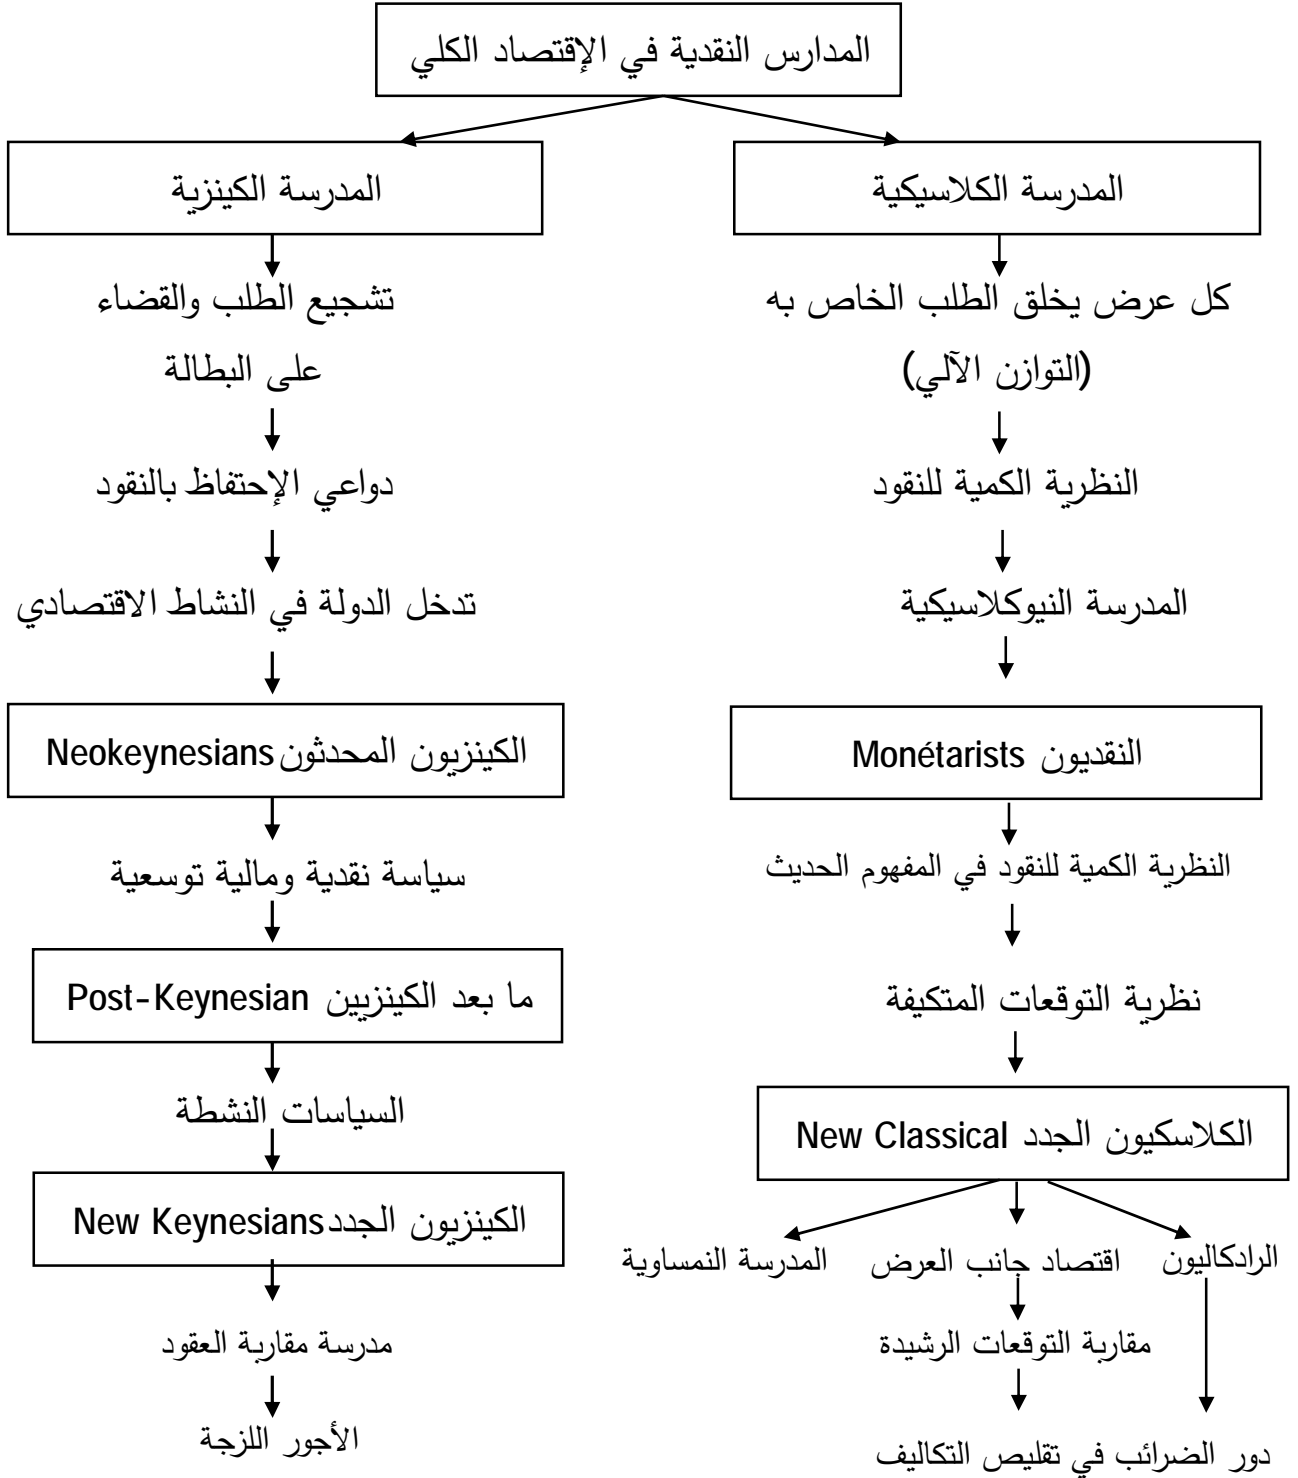 المدارس النقدية في الإقتصاد الكلي
المدرسة الكلاسيكية
المدرسة الكينزية
كل عرض يخلق الطلب الخاص به
(التوازن الآلي)
تشجيع الطلب والقضاء
على البطالة
النظرية الكمية للنقود
دواعي الإحتفاظ بالنقود
المدرسة النيوكلاسيكية
تدخل الدولة في النشاط الاقتصادي
النقديون Monétarists
الكينزيون المحدثون Neokeynesians
النظرية الكمية للنقود في المفهوم الحديث
سياسة نقدية ومالية توسعية
نظرية التوقعات المتكيفة
ما بعد الكينزيين Post-Keynesian
السياسات النشطة
الكلاسكيون الجدد New Classical
الكينزيون الجدد New Keynesians
الرادكاليون
اقتصاد جانب العرض
المدرسة النمساوية
مقاربة التوقعات الرشيدة
مدرسة مقاربة العقود
دور الضرائب في تقليص التكاليف
الأجور اللزجة